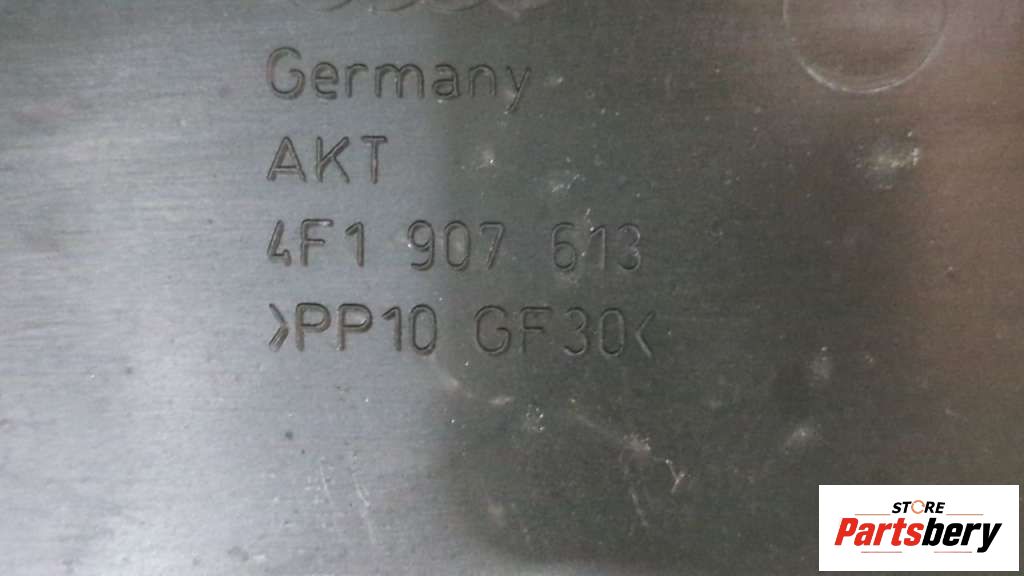 Germany
AKT
4F1 907 613
>PP10 GF30<
STORE
Partsbery